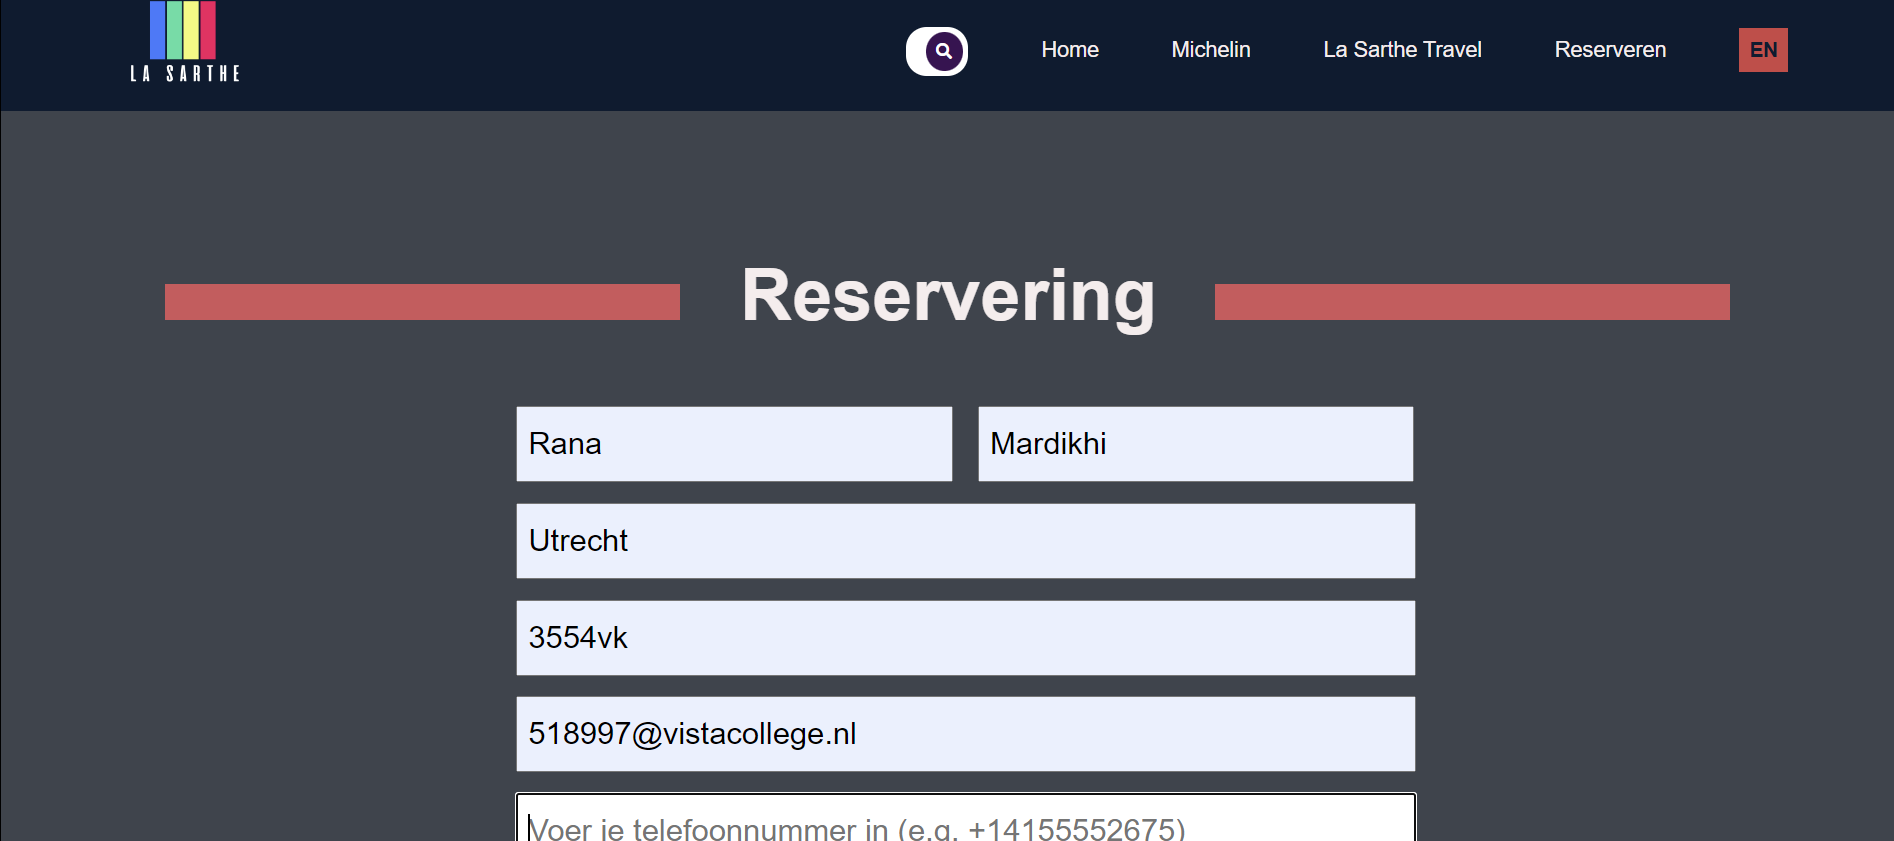 LA SARTHE
Home Michelin La Sarthe Travel Reserveren EN
Reservering
Rana Mardikhi
Utrecht
3554vk
518997@vistacollege.nl
Voer je telefoonnummer in (e.g. +14155552675)